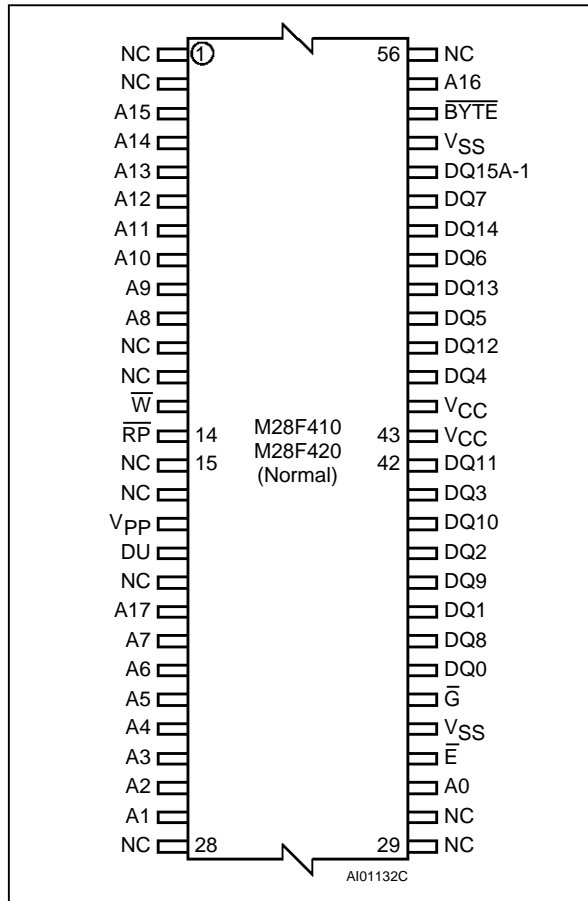 NC 1 56 NC
NC A16
A15 B̅Y̅T̅E̅
A14 VSS
A13 DQ15A-1
A12 DQ7
A11 DQ14
A10 DQ6
A9 DQ13
A8 DQ5
NC DQ12
NC DQ4
W̅ VCC
R̅P̅ 14 M28F410 43 VCC
NC 15 M28F420 42 DQ11
(Normal)
NC DQ3
VPP DQ10
DU DQ2
NC DQ9
A17 DQ1
A7 DQ8
A6 DQ0
A5 G̅
A4 VSS
A3 E̅
A2 A0
A1 NC
NC 28 29 NC
AI01132C